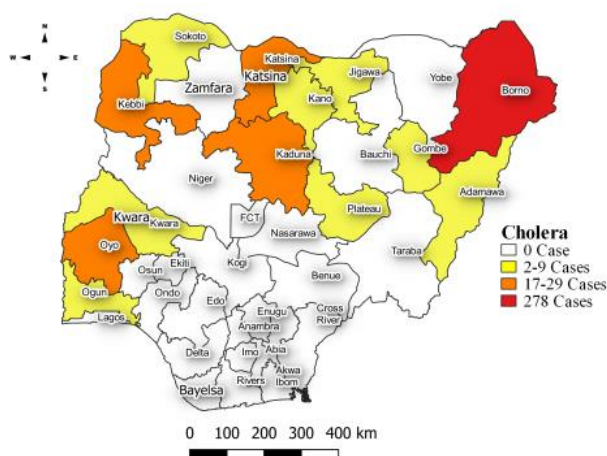 N
W E
S
Sokoto
Katsina
Katsina
Jigawa
Yobe
Borno
Zamfara
Kebbi
Kano
Kaduna
Bauchi
Gombe
Adamawa
Niger
Plateau
Kwara
Kwara
FCT
Nasarawa
Taraba
Oyo
Osun
Ekiti
Kogi
Benue
Ogun
Ondo
Edo
Enugu
Cross
River
Lagos
Anambra
Delta
Imo
Abia
Bayelsa
Rivers
Akwa
Ibom
Cholera
0 Case
2-9 Cases
17-29 Cases
278 Cases
0 100 200 300 400 km